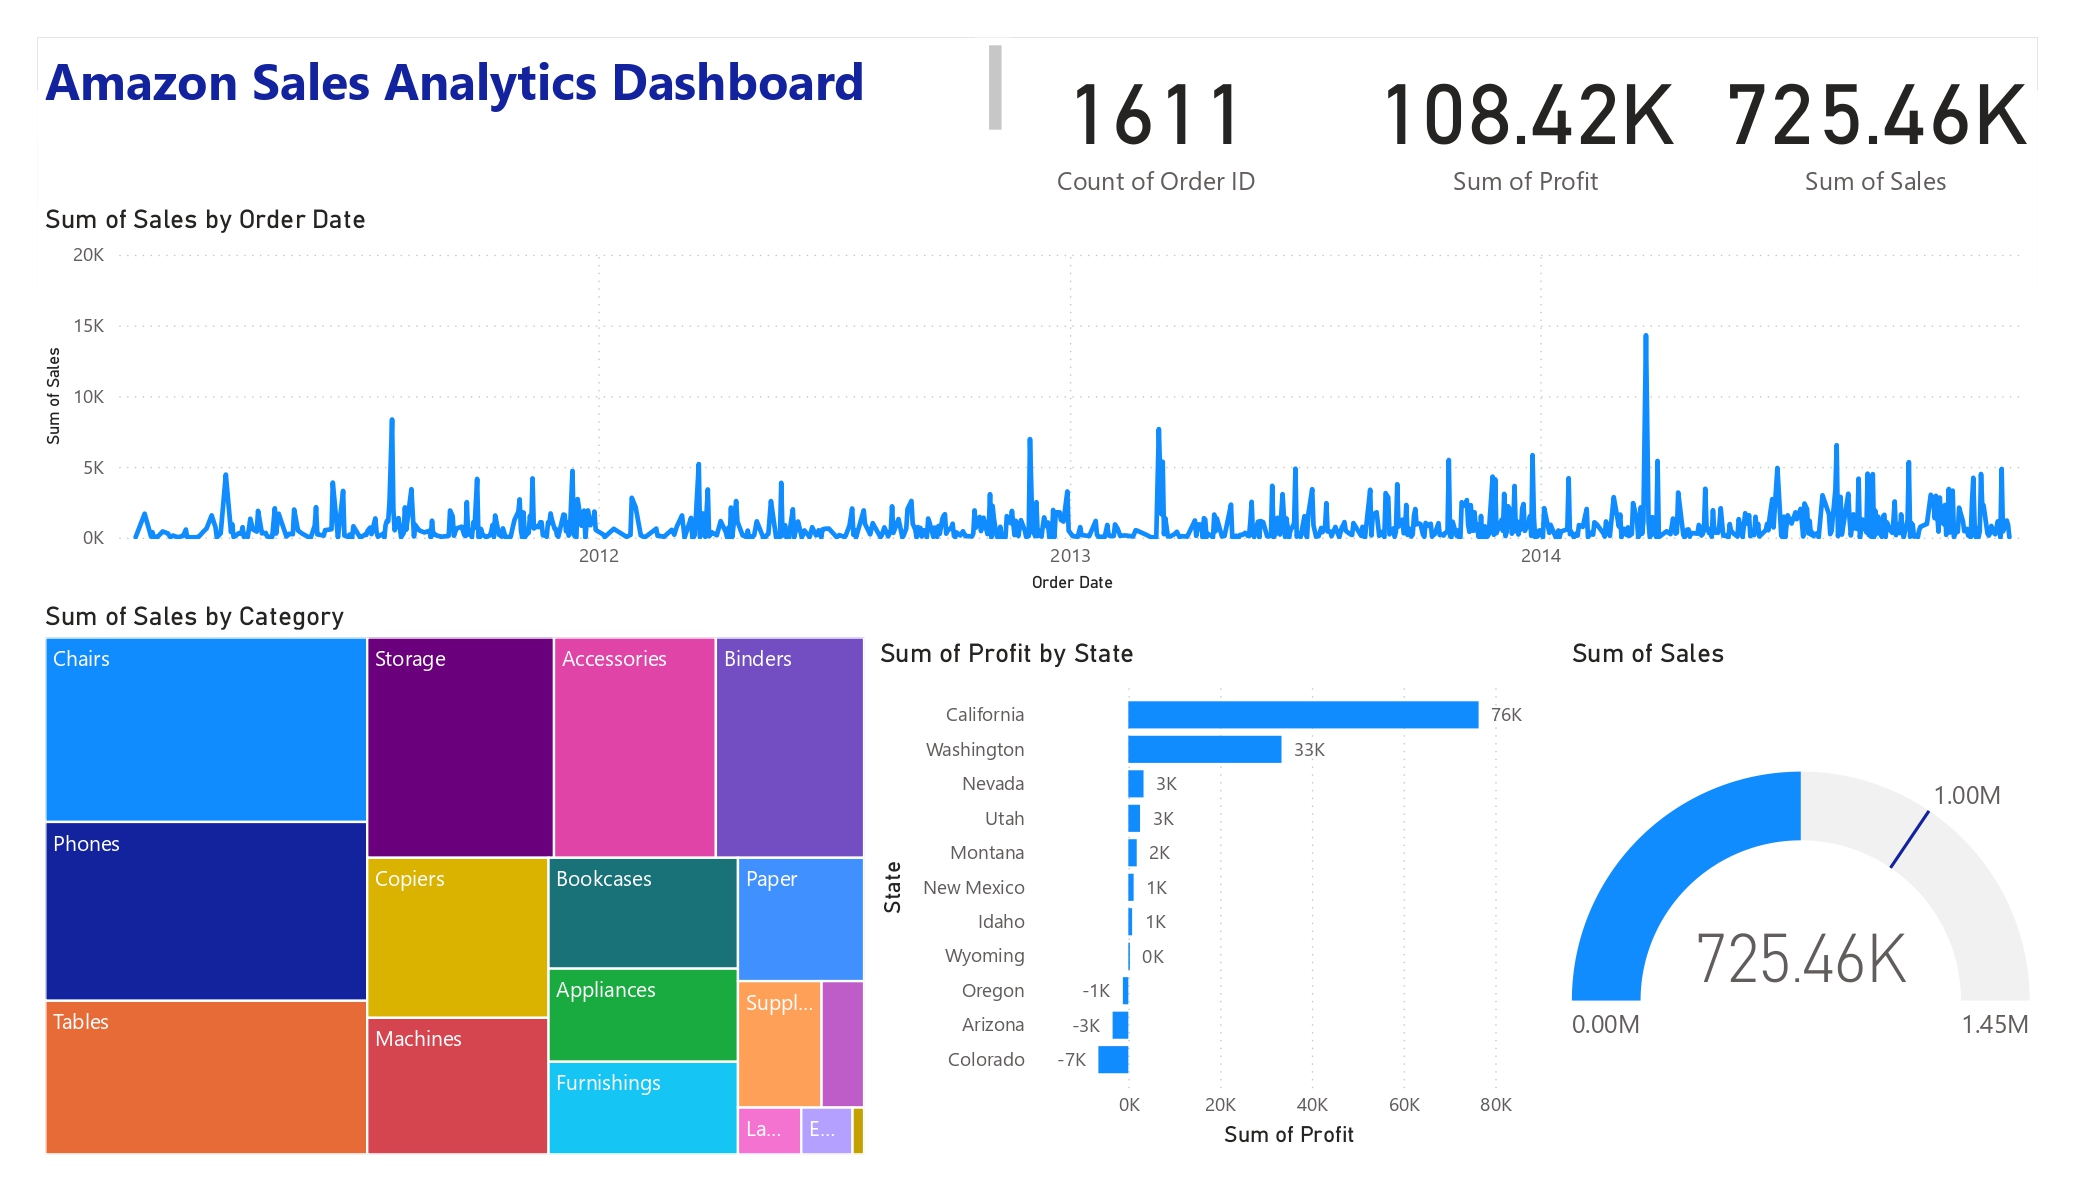 Amazon Sales Analytics Dashboard
1611
Count of Order ID
108.42K
Sum of Profit
725.46K
Sum of Sales
Sum of Sales by Order Date
20K
15K
10K
5K
0K
Sum of Sales
2012
2013
2014
Order Date
Sum of Sales by Category
Chairs
Phones
Tables
Storage
Accessories
Binders
Copiers
Machines
Bookcases
Appliances
Furnishings
Paper
Suppl...
La...
E...
Sum of Profit by State
State
California 76K
Washington 33K
Nevada 3K
Utah 3K
Montana 2K
New Mexico 1K
Idaho 1K
Wyoming 0K
Oregon -1K
Arizona -3K
Colorado -7K
0K 20K 40K 60K 80K
Sum of Profit
Sum of Sales
1.00M
725.46K
0.00M
1.45M